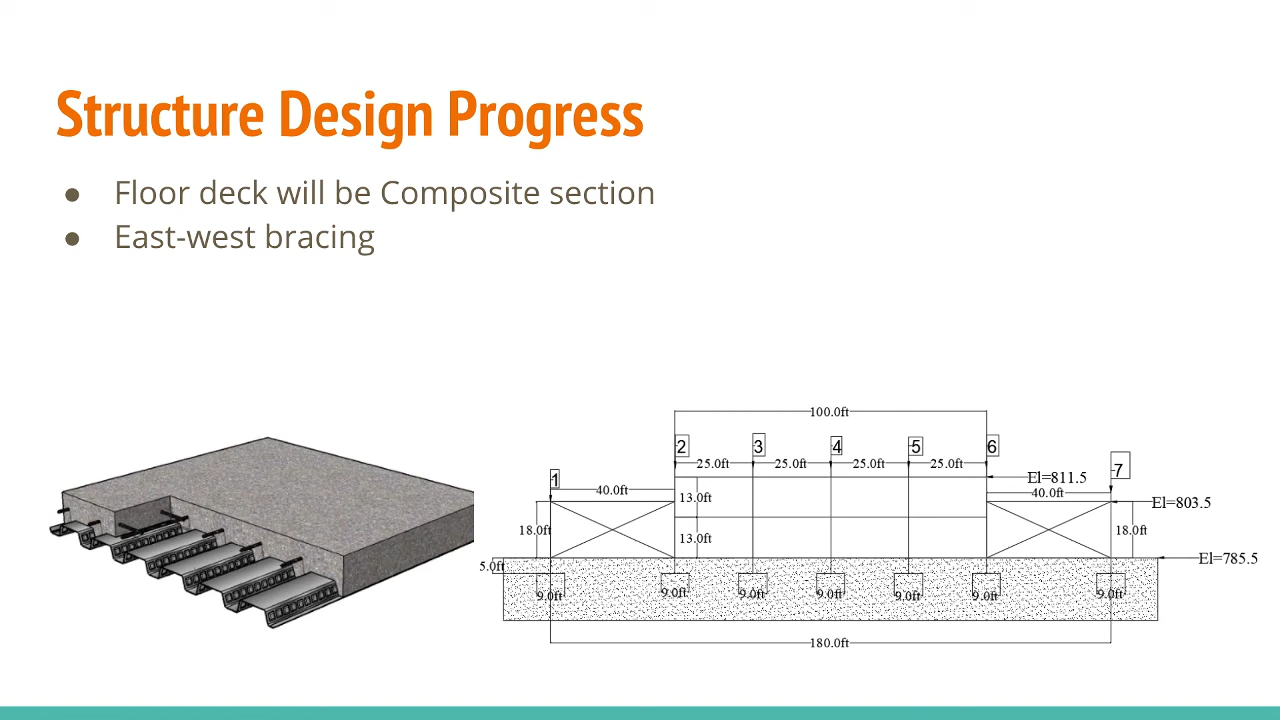 Structure Design Progress
● Floor deck will be Composite section
● East-west bracing
100.0ft
2 3 4 5 6
25.0ft 25.0ft 25.0ft 25.0ft
7
1
El=811.5
40.0ft
40.0ft
13.0ft
El=803.5
18.0ft
13.0ft
18.0ft
El=785.5
5.0ft
9.0ft 9.0ft 9.0ft 9.0ft 9.0ft 9.0ft 9.0ft
180.0ft